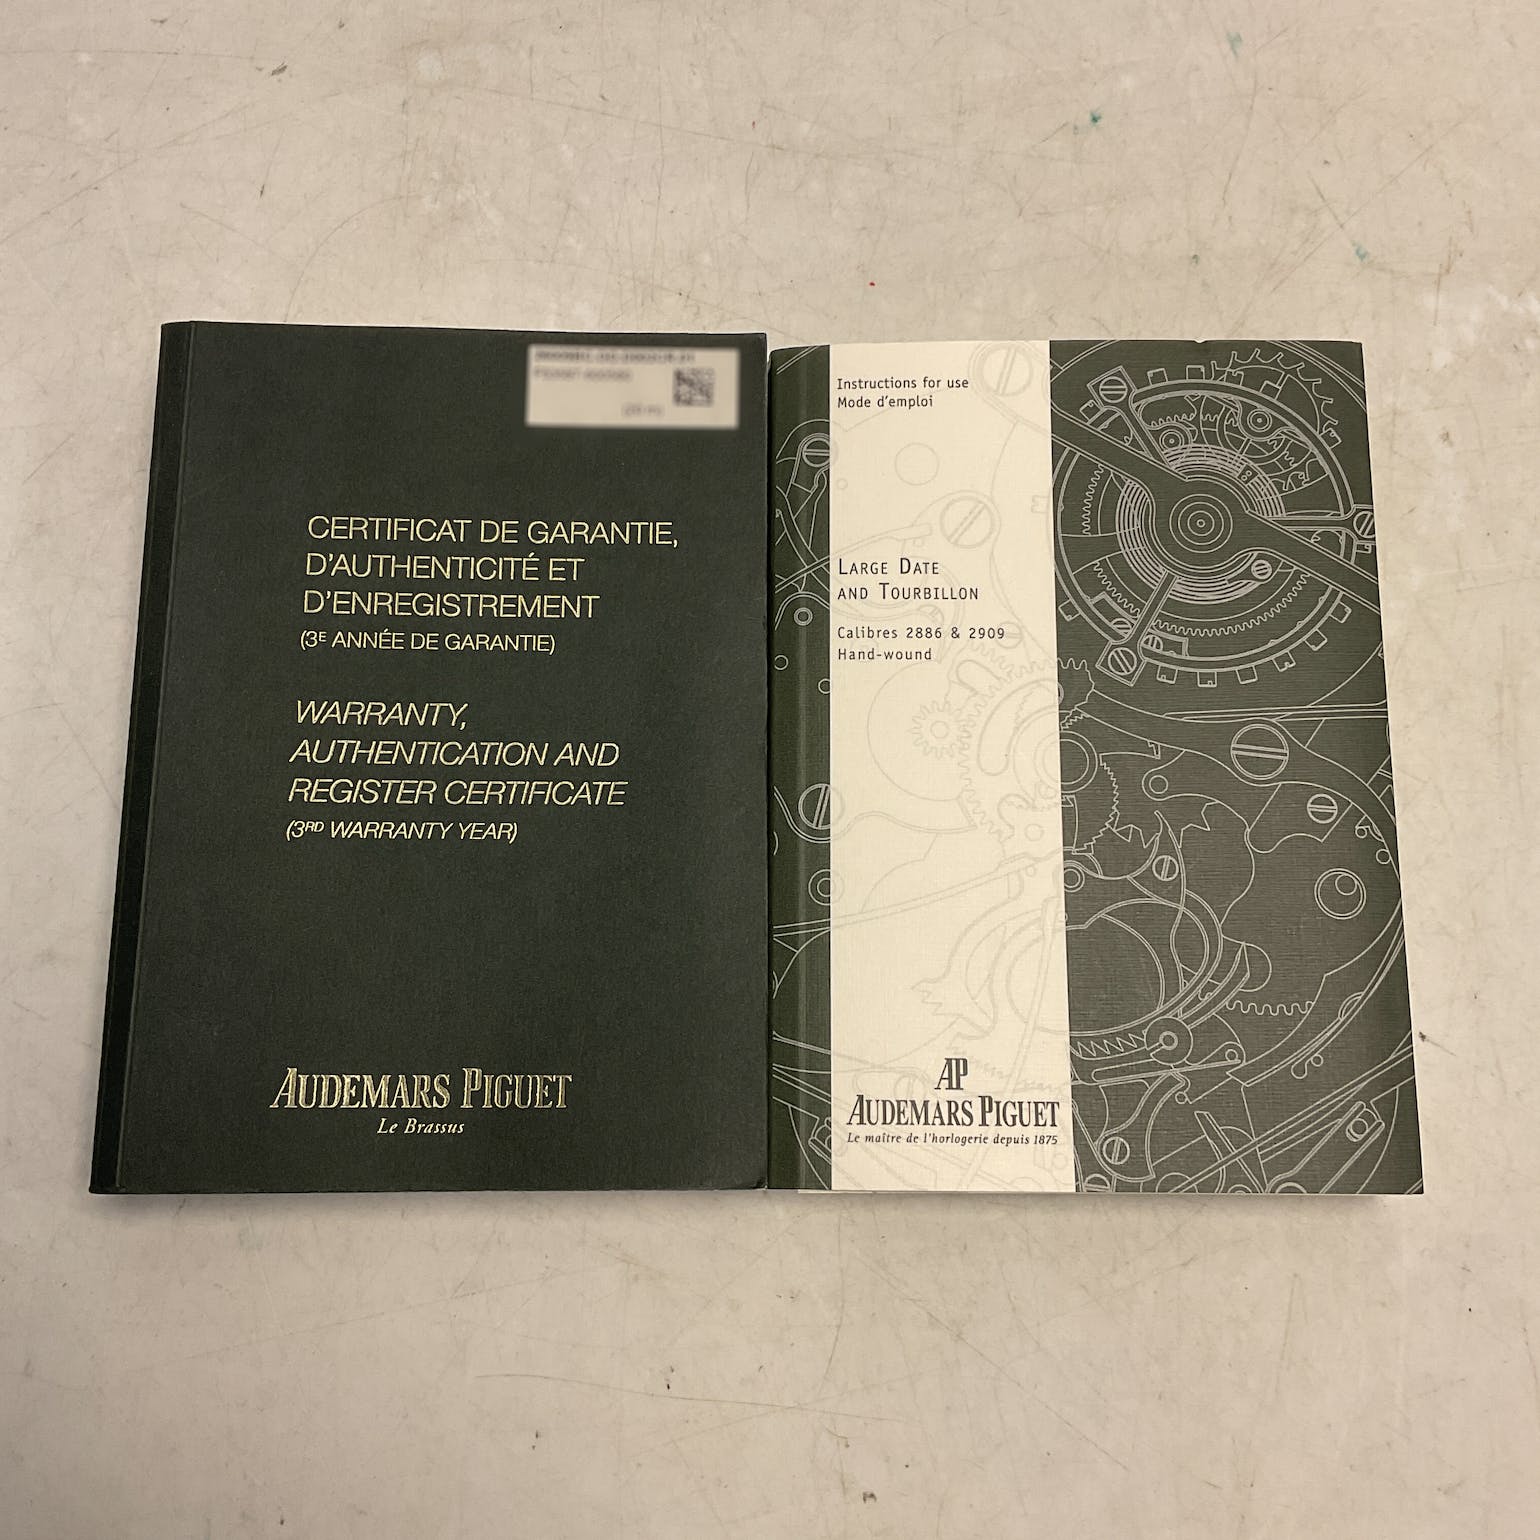 CERTIFICAT DE GARANTIE,
D'AUTHENTICITÉ ET
D'ENREGISTREMENT
(3E ANNÉE DE GARANTIE)
WARRANTY,
AUTHENTICATION AND
REGISTER CERTIFICATE
(3RD WARRANTY YEAR)
AUDEMARS PIGUET
Le Brassus
Instructions for use
Mode d'emploi
LARGE DATE
AND TOURBILLON
Calibres 2886 & 2909
Hand-wound
AP
AUDEMARS PIGUET
Le maître de l'horlogerie depuis 1875